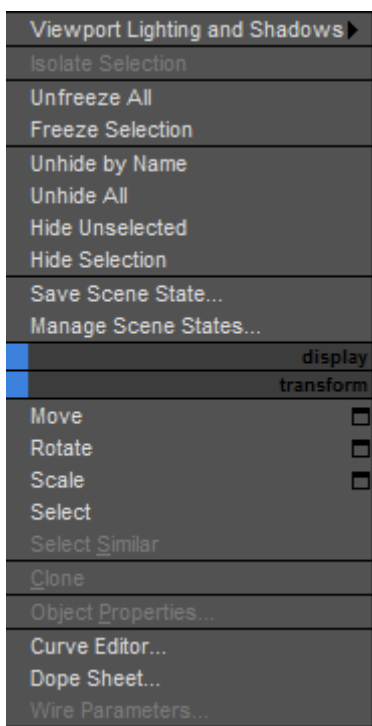 Viewport Lighting and Shadows
Isolate Selection
Unfreeze All
Freeze Selection
Unhide by Name
Unhide All
Hide Unselected
Hide Selection
Save Scene State...
Manage Scene States...
display
transform
Move
Rotate
Scale
Select
Select Similar
Clone
Object Properties...
Curve Editor...
Dope Sheet...
Wire Parameters...